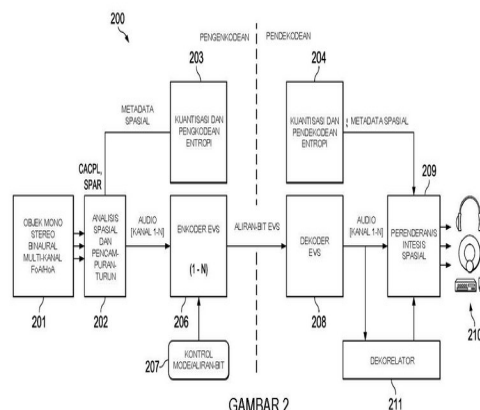 200
PENGENKODEAN
PENDEKODEAN
203
204
METADATA
SPASIAL
KUANTISASI DAN
PENGKODEAN
ENTROPI
KUANTISASI DAN
PENDEKODEAN
ENTROPI
METADATA SPASIAL
CACPL,
SPAR
209
OBJEK MONO
STEREO
BINAURAL
MULTI-KANAL
FoA/HoA
ANALISIS
SPASIAL
DAN
PENCAM-
PURAN-
TURUN
AUDIO
[KANAL 1-N]
ENKODER EVS
(1 - N)
ALIRAN-BIT EVS
DEKODER
EVS
AUDIO
[KANAL 1-N]
PERENDERANIS
INTESIS
SPASIAL
201
202
206
208
210
207
KONTROL
MODE/ALIRAN-BIT
DEKORELATOR
211
GAMBAR 2